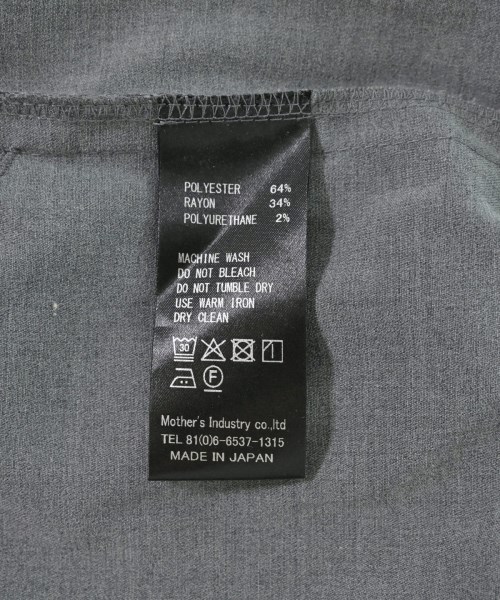 POLYESTER 64%
RAYON 34%
POLYURETHANE 2%
MACHINE WASH
DO NOT BLEACH
DO NOT TUMBLE DRY
USE WARM IRON
DRY CLEAN
30
F
Mother's Industry co.,ltd
TEL 81(0)6-6537-1315
MADE IN JAPAN